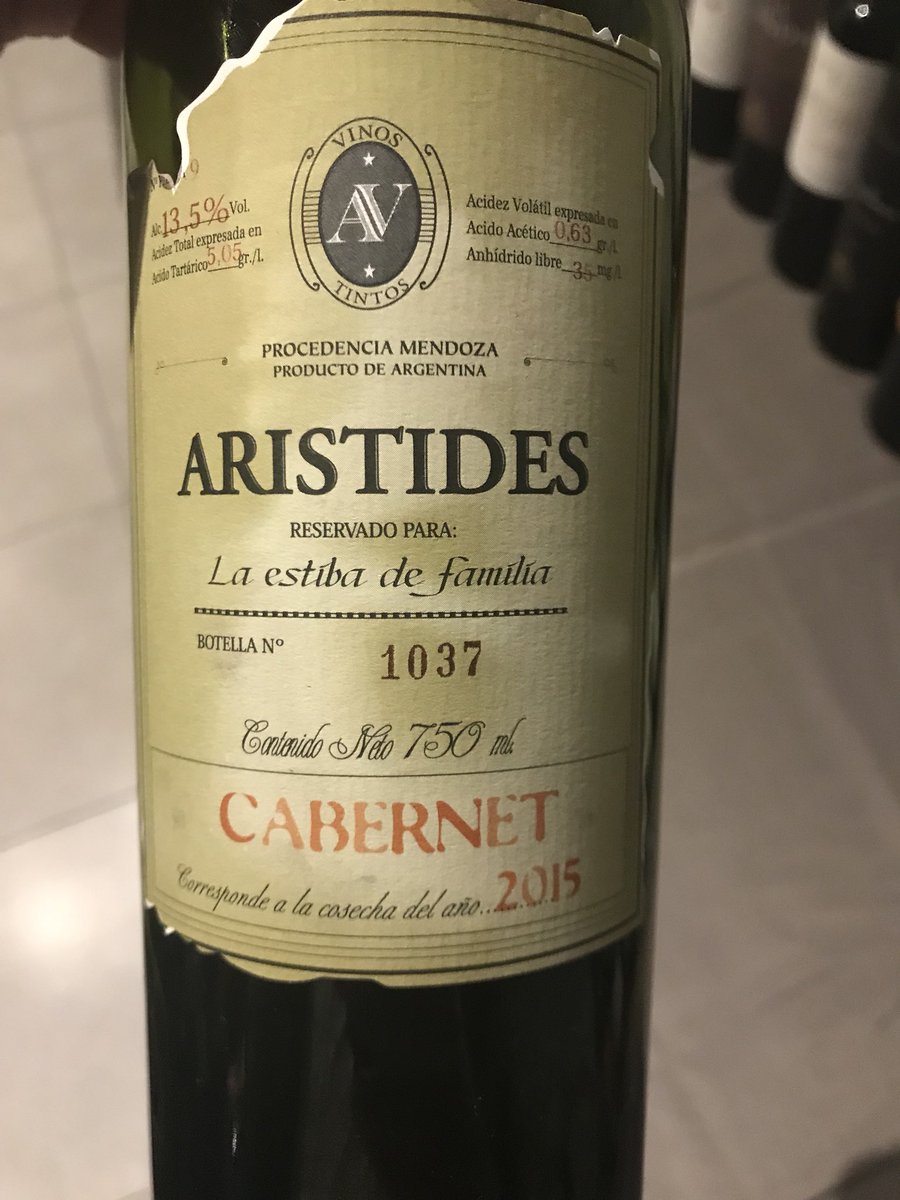 VINOS
AV
TINTOS
Alc. 13,5% Vol.
Acidez Total expresada en
Acido Tartárico 5,05 gr./l.
Acidez Volátil expresada en
Acido Acético 0,63 gr./l.
Anhídrido libre 35 mg/l.
PROCEDENCIA MENDOZA
PRODUCTO DE ARGENTINA
ARISTIDES
RESERVADO PARA:
La estiba de familia
BOTELLA Nº 1037
Contenido Neto 750 ml.
CABERNET
Corresponde a la cosecha del año......... 2015